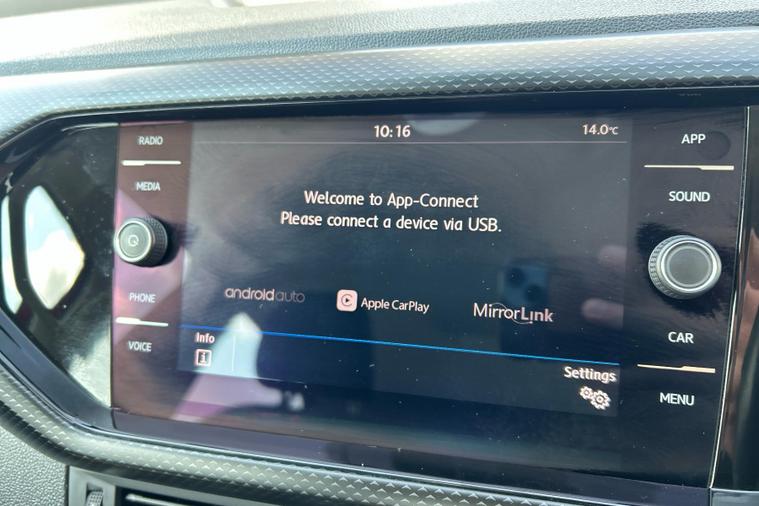 RADIO
MEDIA
PHONE
VOICE
10:16
14.0°C
Welcome to App-Connect
Please connect a device via USB.
androidauto
Apple CarPlay
MirrorLink
Info
i
Settings
APP
SOUND
CAR
MENU